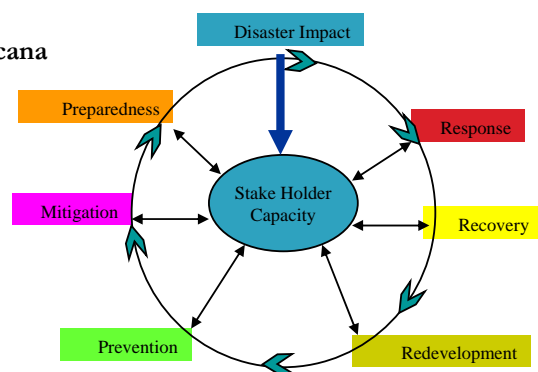 Disaster Impact
cana
Preparedness
Response
Stake Holder
Capacity
Mitigation
Recovery
Prevention
Redevelopment